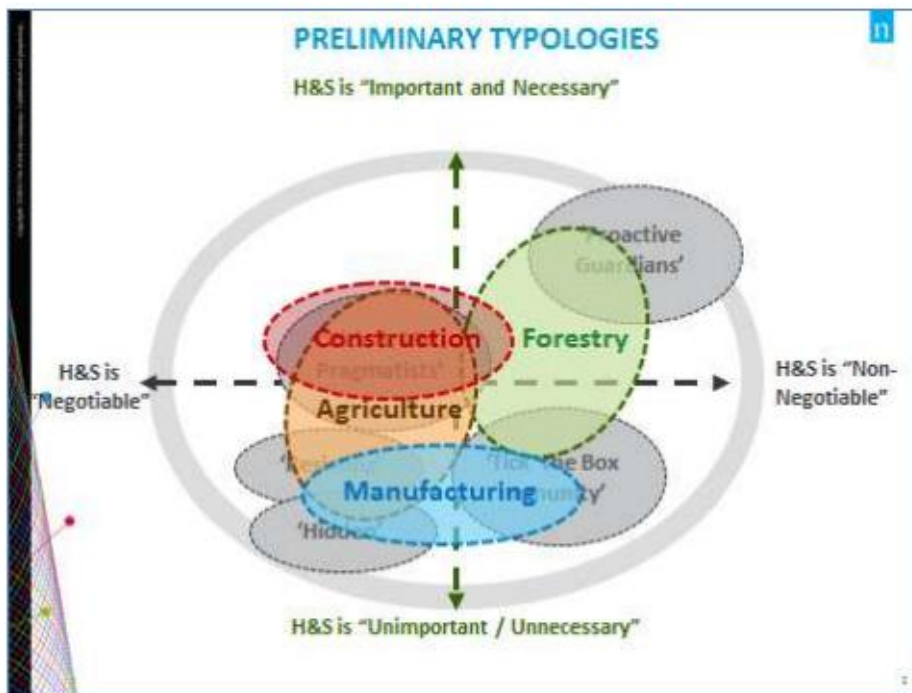 PRELIMINARY TYPOLOGIES
n
H&S is “Important and Necessary”
Guardians’
Construction
Forestry
Pragmatists’
H&S is
“Negotiable”
H&S is “Non-
Negotiable”
Agriculture
‘Tick The Box
Manufacturing
H&S is “Unimportant / Unnecessary”